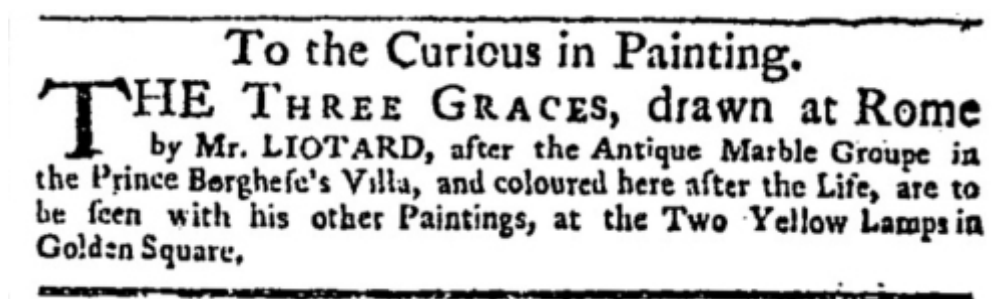 To the Curious in Painting.
THE THREE GRACES, drawn at Rome
by Mr. LIOTARD, after the Antique Marble Groupe in
the Prince Borgheſe's Villa, and coloured here after the Life, are to
be ſeen with his other Paintings, at the Two Yellow Lamps in
Golden Square,